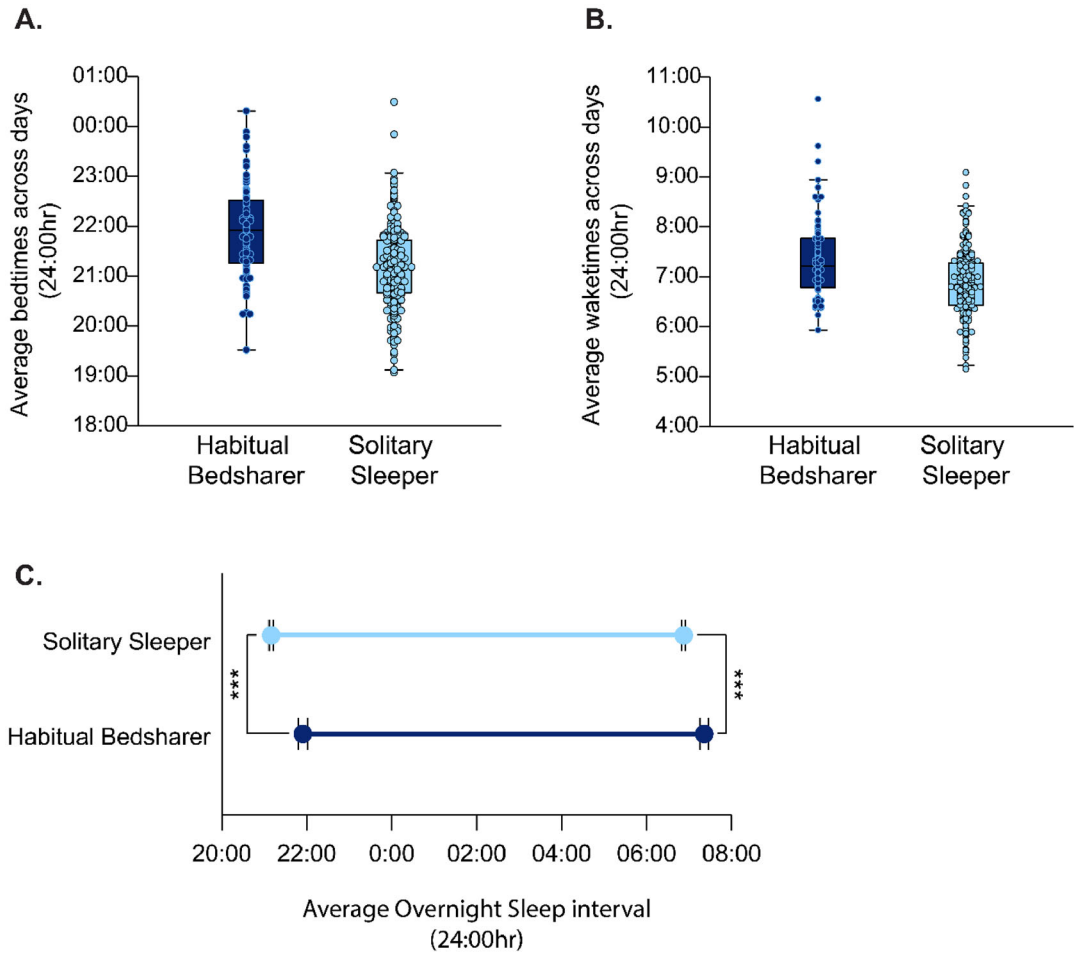 A.
Average bedtimes across days
(24:00hr)
01:00
00:00
23:00
22:00
21:00
20:00
19:00
18:00
Habitual
Bedsharer
Solitary
Sleeper
B.
Average waketimes across days
(24:00hr)
11:00
10:00
9:00
8:00
7:00
6:00
5:00
4:00
Habitual
Bedsharer
Solitary
Sleeper
C.
Solitary Sleeper
Habitual Bedsharer
***
***
20:00 22:00 0:00 02:00 04:00 06:00 08:00
Average Overnight Sleep interval
(24:00hr)